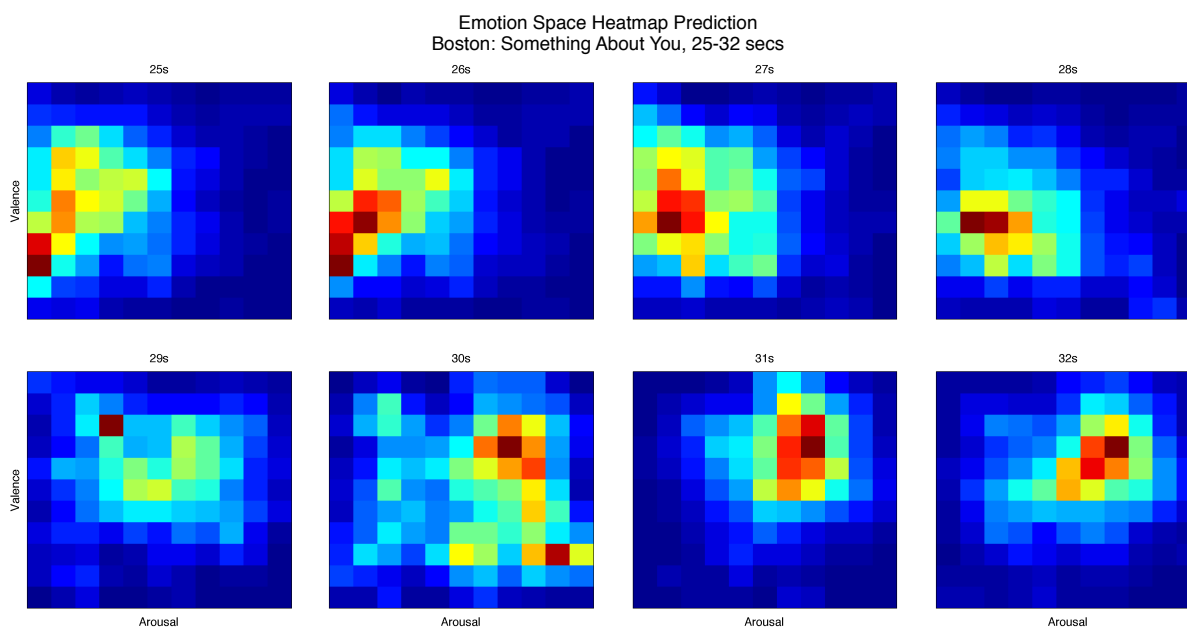 Emotion Space Heatmap Prediction
Boston: Something About You, 25-32 secs
25s
26s
27s
28s
Valence
29s
30s
31s
32s
Valence
Arousal
Arousal
Arousal
Arousal